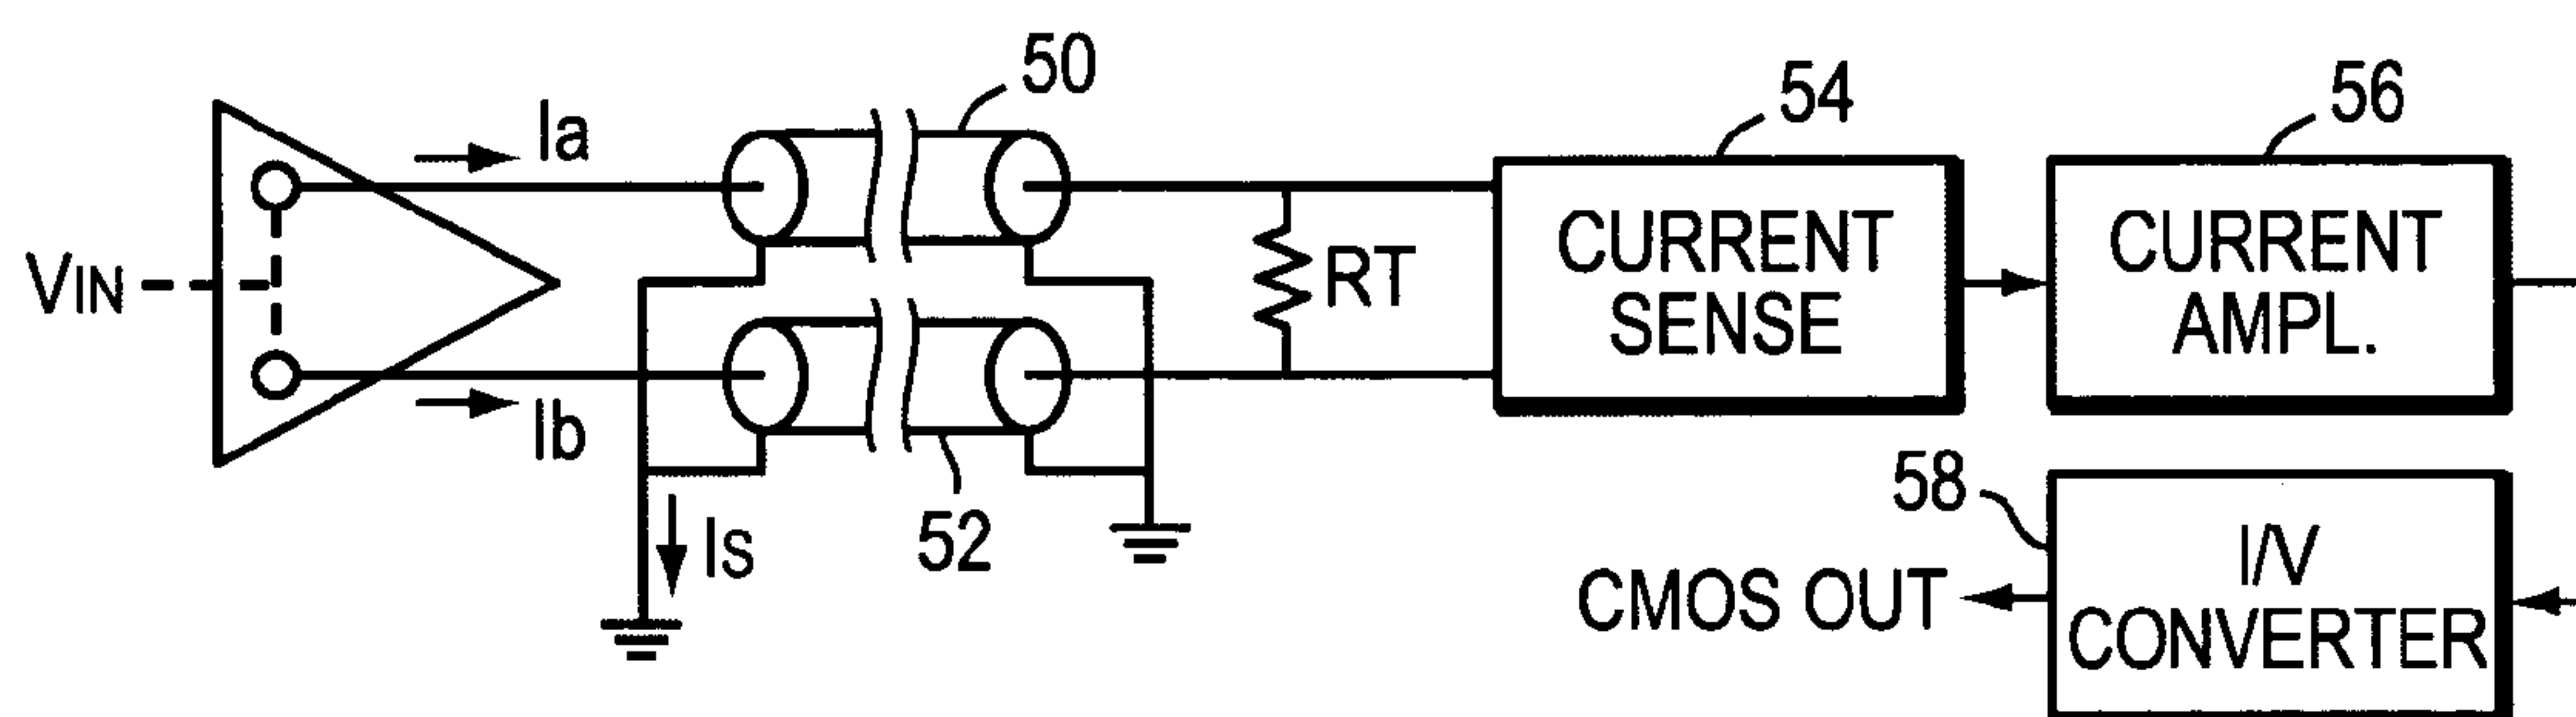 50
54
56
Ia
CURRENT
SENSE
CURRENT
AMPL.
RT
VIN
Ib
58
52
IS
I/V
CONVERTER
CMOS OUT